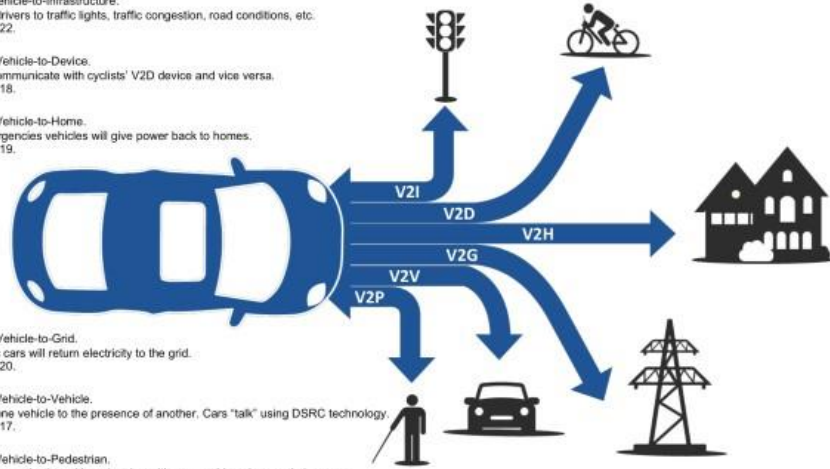 ehicle-to-Infrastructure.
rivers to traffic lights, traffic congestion, road conditions, etc.
22.
Vehicle-to-Device.
ommunicate with cyclists' V2D device and vice versa.
18.
Vehicle-to-Home.
rgencies vehicles will give power back to homes.
19.
V2I
V2D
V2H
V2G
V2V
V2P
Vehicle-to-Grid.
cars will return electricity to the grid.
20.
Vehicle-to-Vehicle.
one vehicle to the presence of another. Cars “talk” using DSRC technology.
17.
Vehicle-to-Pedestrian.